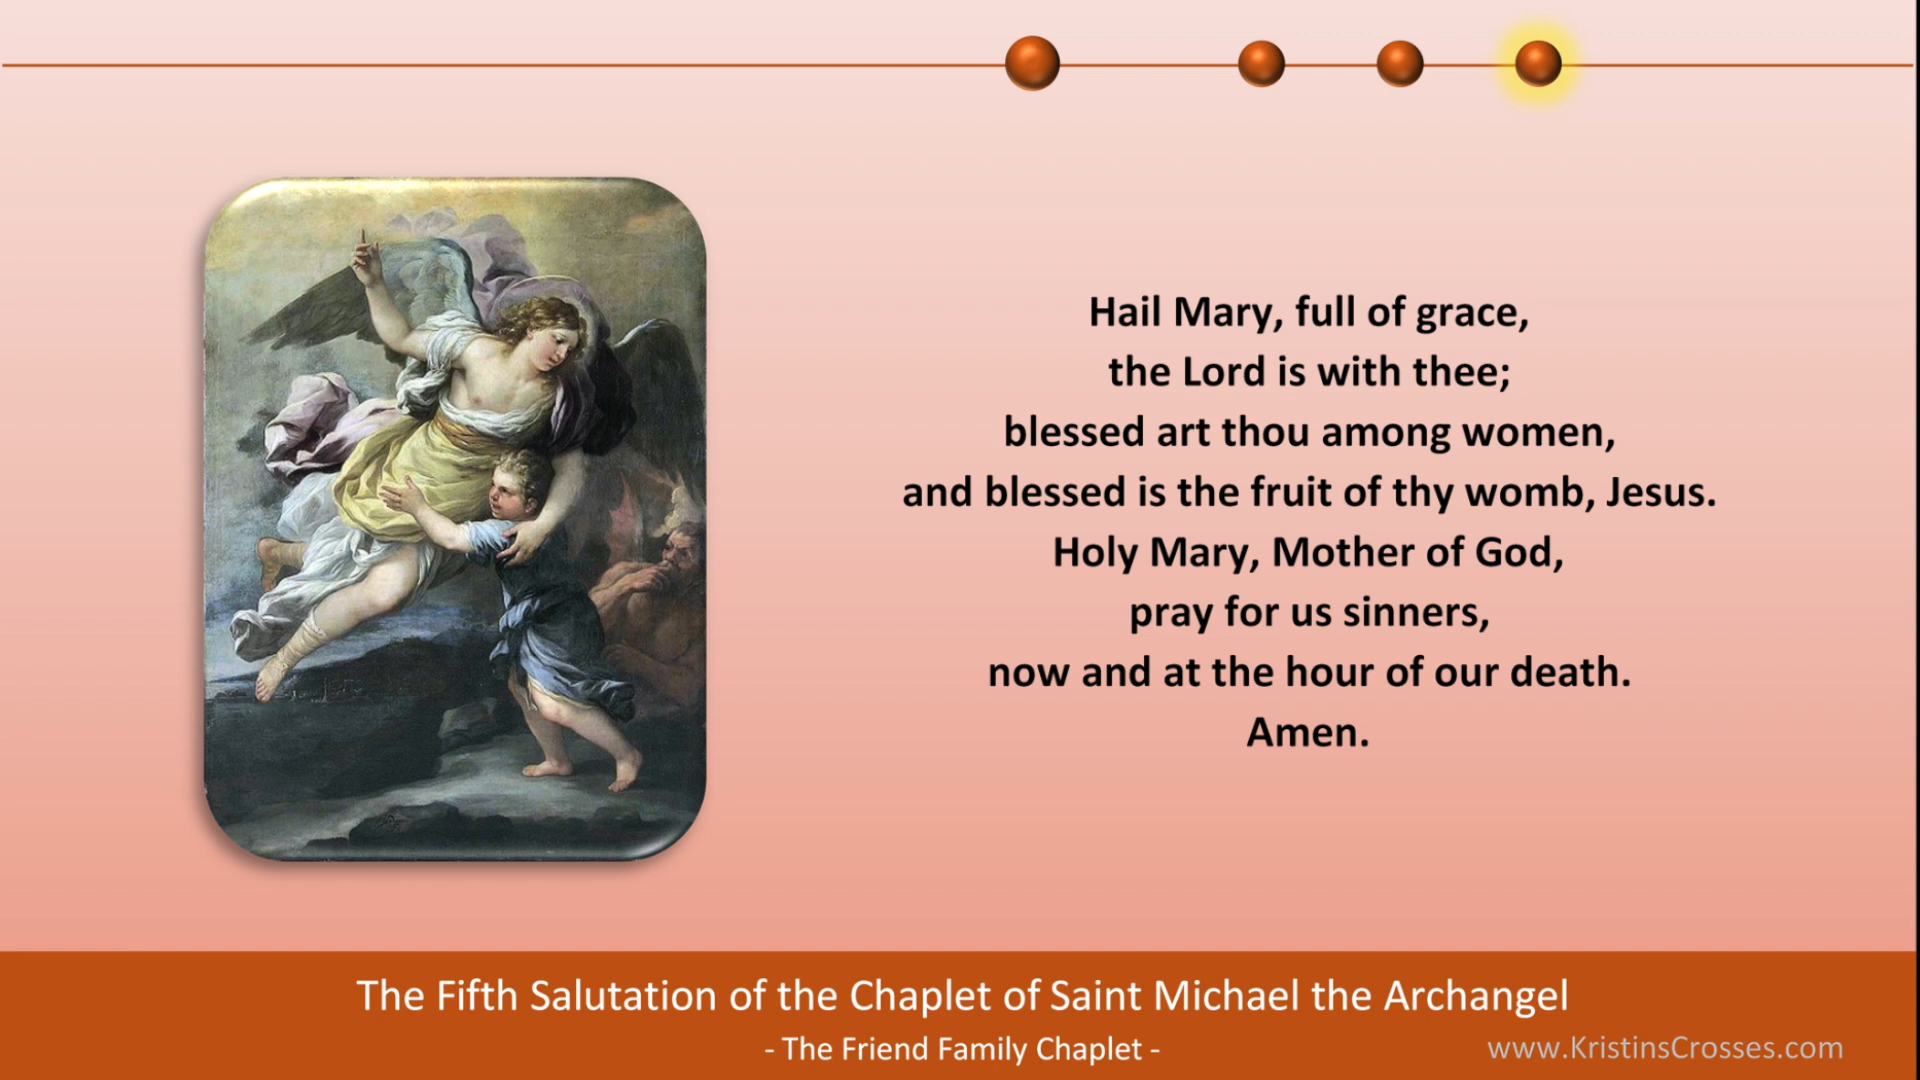 Hail Mary, full of grace,
the Lord is with thee;
blessed art thou among women,
and blessed is the fruit of thy womb, Jesus.
Holy Mary, Mother of God,
pray for us sinners,
now and at the hour of our death.
Amen.
The Fifth Salutation of the Chaplet of Saint Michael the Archangel
- The Friend Family Chaplet -
www.KristinsCrosses.com